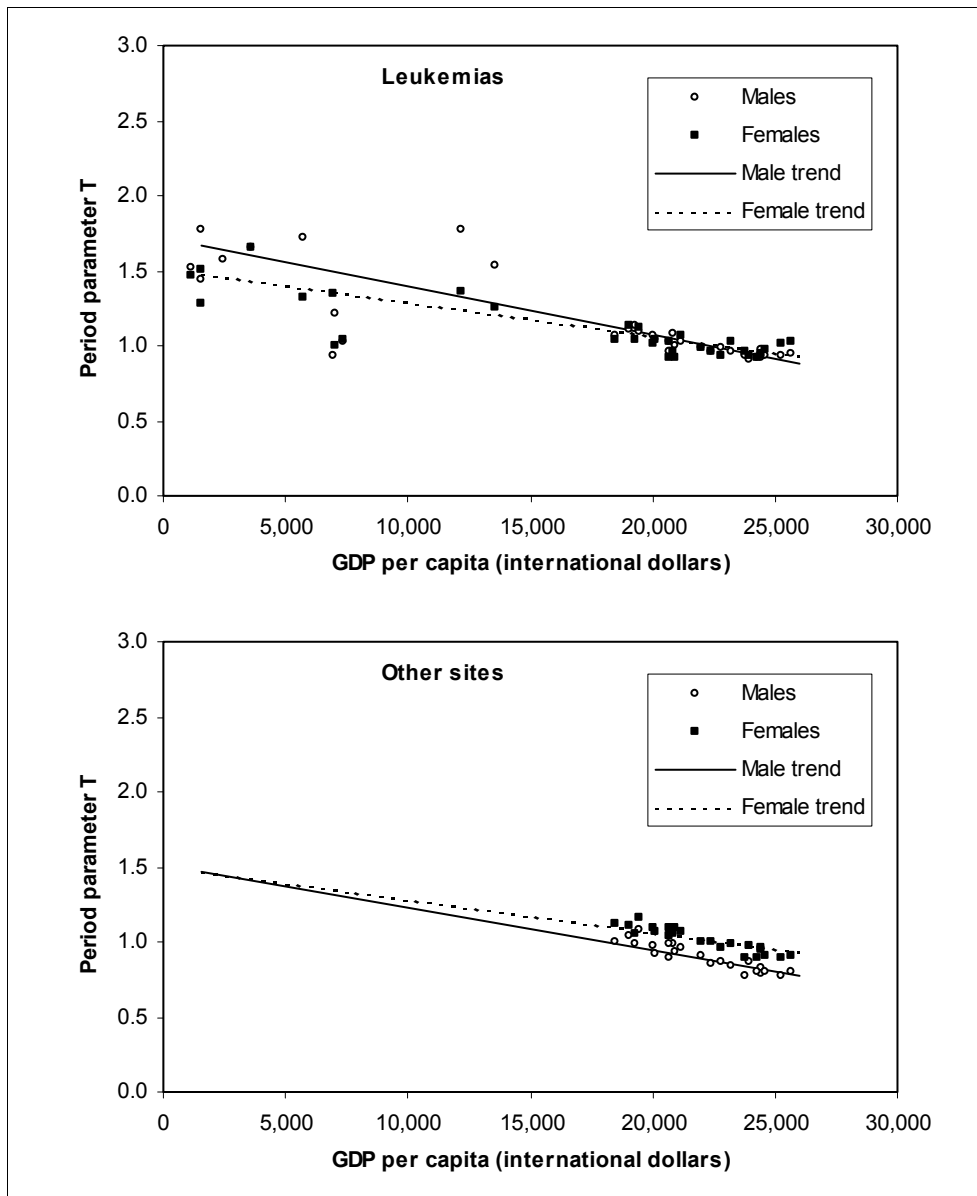 Leukemias
Males
Females
Male trend
Female trend
3.0
2.5
2.0
1.5
1.0
0.5
0.0
Period parameter T
0 5,000 10,000 15,000 20,000 25,000 30,000
GDP per capita (international dollars)
Other sites
Males
Females
Male trend
Female trend
3.0
2.5
2.0
1.5
1.0
0.5
0.0
Period parameter T
0 5,000 10,000 15,000 20,000 25,000 30,000
GDP per capita (international dollars)